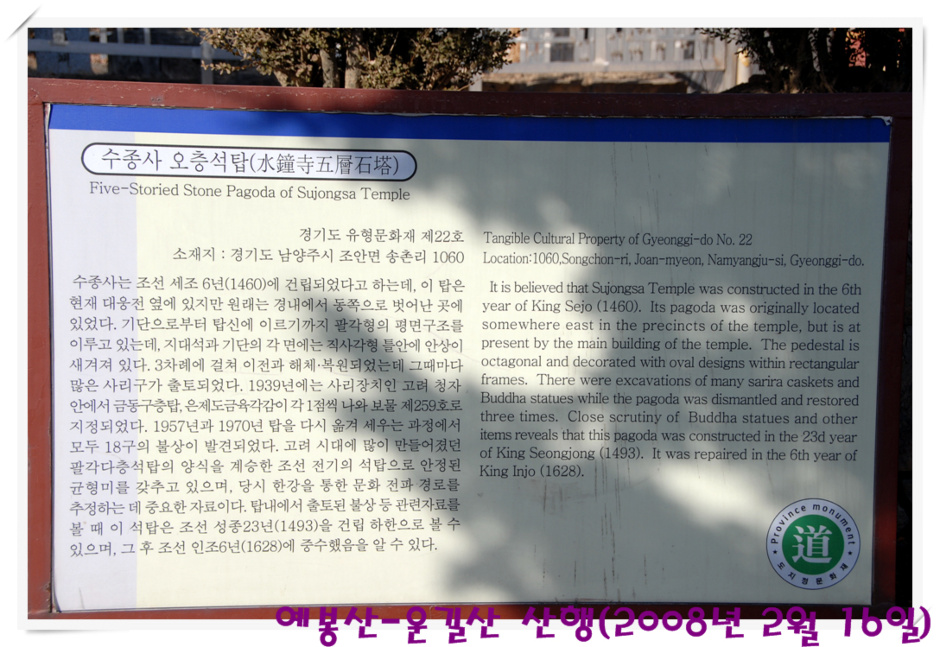 수종사 오층석탑(水鐘寺五層石塔)
Five-Storied Stone Pagoda of Sujongsa Temple
경기도 유형문화재 제22호
소재지 : 경기도 남양주시 조안면 송촌리 1060
수종사는 조선 세조 6년(1460)에 건립되었다고 하는데, 이 탑은
현재 대웅전 옆에 있지만 원래는 경내에서 동쪽으로 벗어난 곳에
있었다. 기단으로부터 탑신에 이르기까지 팔각형의 평면구조를
이루고 있는데, 지대석과 기단의 각 면에는 직사각형 틀안에 안상이
새겨져 있다. 3차례에 걸쳐 이전과 해체·복원되었는데 그때마다
많은 사리구가 출토되었다. 1939년에는 사리장치인 고려 청자
안에서 금동구층탑, 은제도금육각감이 각 1점씩 나와 보물 제259호로
지정되었다. 1957년과 1970년 탑을 다시 옮겨 세우는 과정에서
모두 18구의 불상이 발견되었다. 고려 시대에 많이 만들어졌던
팔각다층석탑의 양식을 계승한 조선 전기의 석탑으로 안정된
균형미를 갖추고 있으며, 당시 한강을 통한 문화 전파 경로를
추정하는 데 중요한 자료이다. 탑내에서 출토된 불상 등 관련자료를
볼 때 이 석탑은 조선 성종23년(1493)을 건립 하한으로 볼 수
있으며, 그 후 조선 인조6년(1628)에 중수했음을 알 수 있다.
Tangible Cultural Property of Gyeonggi-do No. 22
Location:1060,Songchon-ri, Joan-myeon, Namyangju-si, Gyeonggi-do.
It is believed that Sujongsa Temple was constructed in the 6th
year of King Sejo (1460). Its pagoda was originally located
somewhere east in the precincts of the temple, but is at
present by the main building of the temple. The pedestal is
octagonal and decorated with oval designs within rectangular
frames. There were excavations of many sarira caskets and
Buddha statues while the pagoda was dismantled and restored
three times. Close scrutiny of Buddha statues and other
items reveals that this pagoda was constructed in the 23d year
of King Seongjong (1493). It was repaired in the 6th year of
King Injo (1628).
Province monument
道
도지정문화재
예봉산-운길산 산행(2008년 2월 16일)